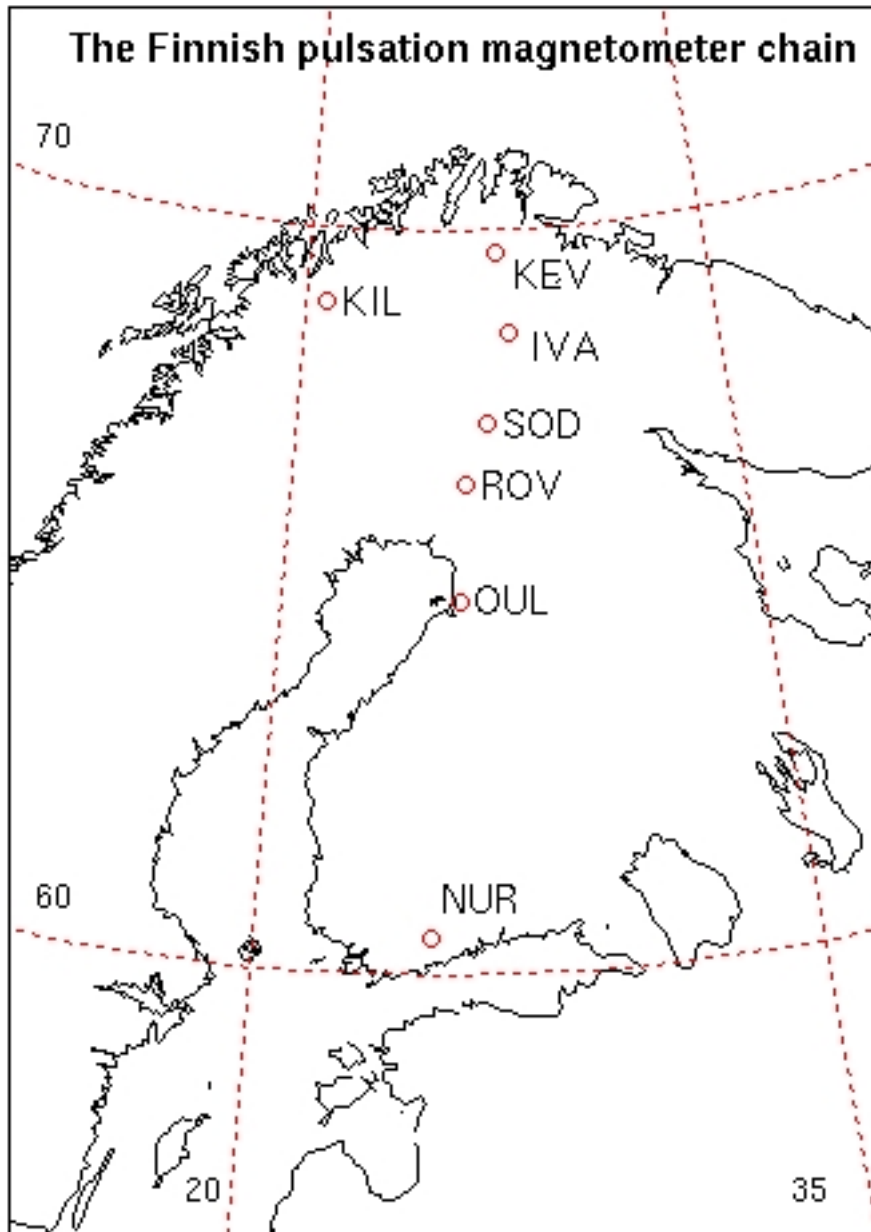 The Finnish pulsation magnetometer chain
70
KEV
KIL
IVA
SOD
ROV
OUL
60
NUR
20
35